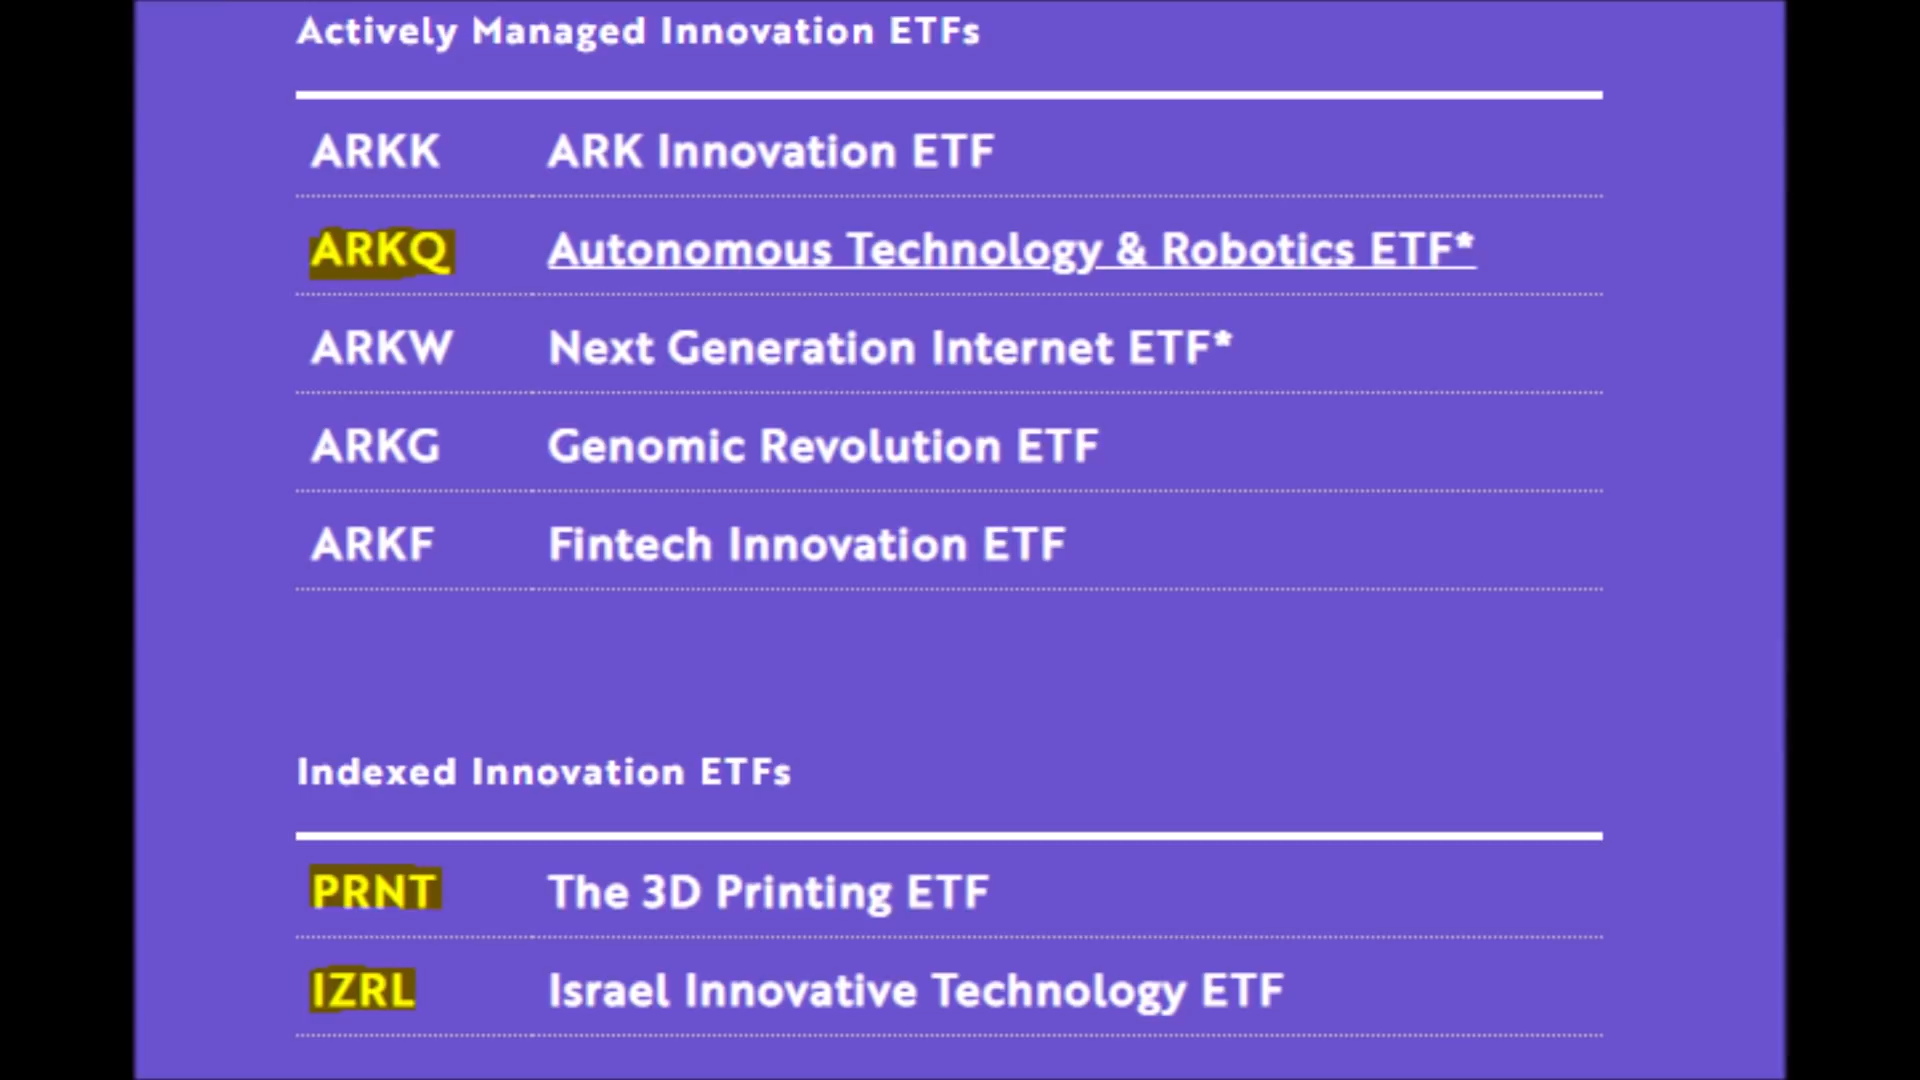 Actively Managed Innovation ETFs
ARKK ARK Innovation ETF
ARKQ Autonomous Technology & Robotics ETF*
ARKW Next Generation Internet ETF*
ARKG Genomic Revolution ETF
ARKF Fintech Innovation ETF
Indexed Innovation ETFs
PRNT The 3D Printing ETF
IZRL Israel Innovative Technology ETF